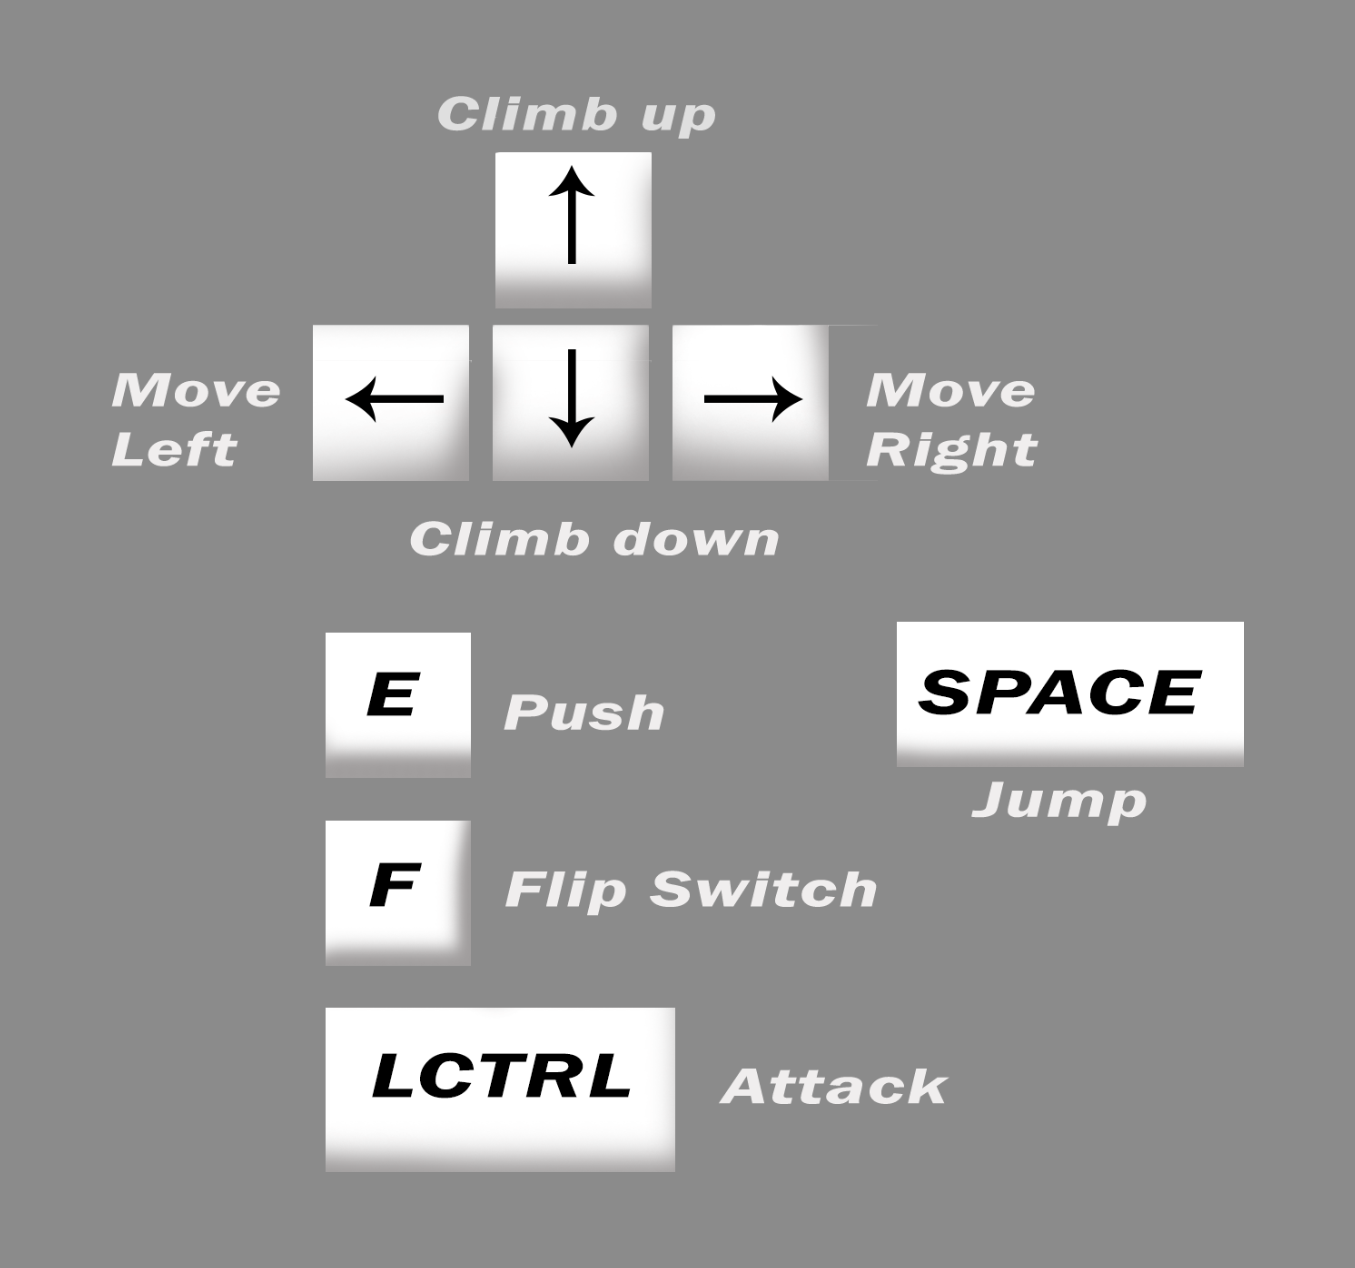 Climb up
↑
← ↓ →
Move
Left
Move
Right
Climb down
E
Push
SPACE
Jump
F
Flip Switch
LCTRL
Attack